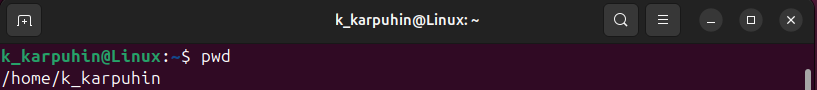 k_karpuhin@Linux: ~
k_karpuhin@Linux:~$ pwd
/home/k_karpuhin